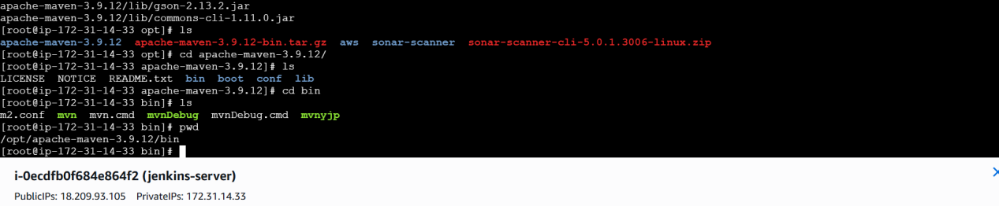 apache-maven-3.9.12/lib/gson-2.13.2.jar
apache-maven-3.9.12/lib/commons-cli-1.11.0.jar
[root@ip-172-31-14-33 opt]# ls
apache-maven-3.9.12  apache-maven-3.9.12-bin.tar.gz  aws  sonar-scanner  sonar-scanner-cli-5.0.1.3006-linux.zip
[root@ip-172-31-14-33 opt]# cd apache-maven-3.9.12/
[root@ip-172-31-14-33 apache-maven-3.9.12]# ls
LICENSE  NOTICE  README.txt  bin  boot  conf  lib
[root@ip-172-31-14-33 apache-maven-3.9.12]# cd bin
[root@ip-172-31-14-33 bin]# ls
m2.conf  mvn  mvn.cmd  mvnDebug  mvnDebug.cmd  mvnyjp
[root@ip-172-31-14-33 bin]# pwd
/opt/apache-maven-3.9.12/bin
[root@ip-172-31-14-33 bin]#
i-0ecdfb0f684e864f2 (jenkins-server)
PublicIPs: 18.209.93.105  PrivateIPs: 172.31.14.33